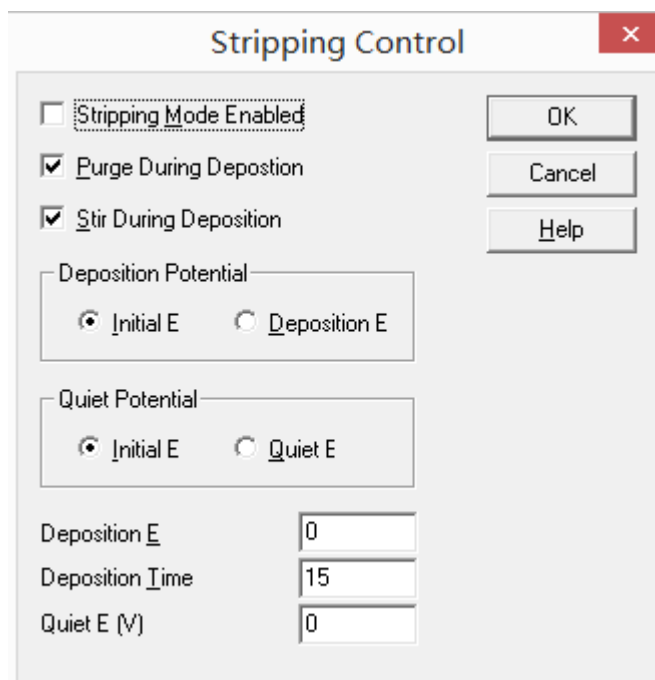 Stripping Control
Stripping Mode Enabled
OK
Purge During Depostion
Cancel
Stir During Deposition
Help
Deposition Potential
Initial E
Deposition E
Quiet Potential
Initial E
Quiet E
Deposition E
0
Deposition Time
15
Quiet E (V)
0